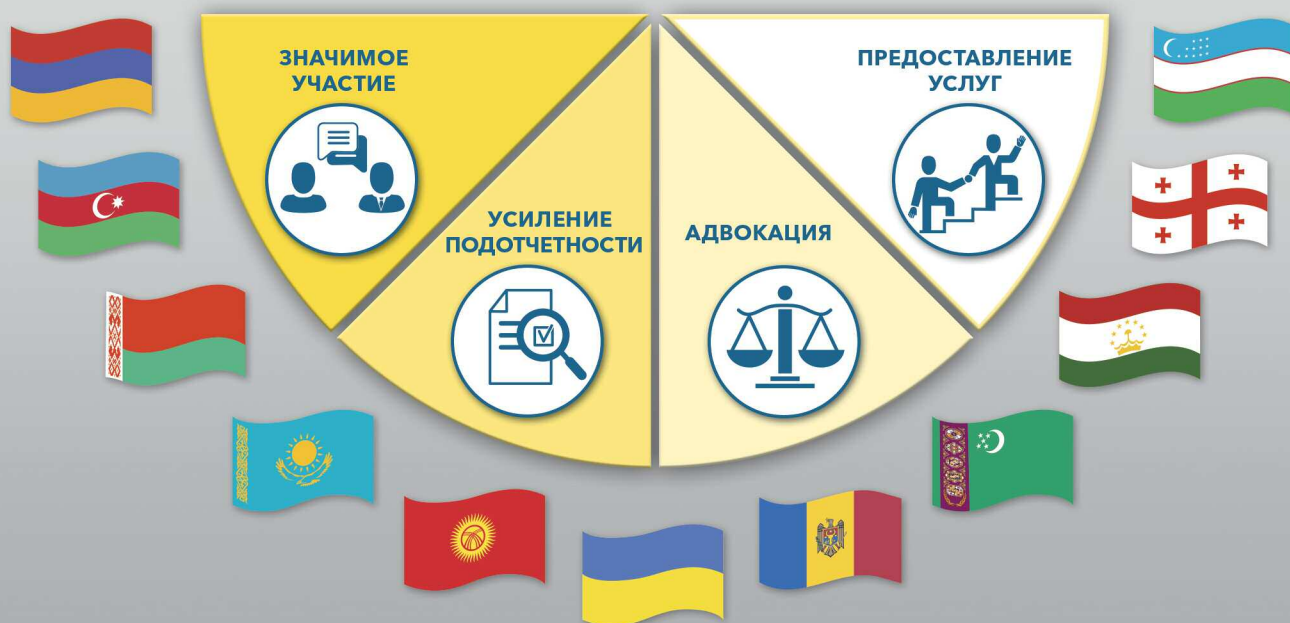 ЗНАЧИМОЕ
УЧАСТИЕ
УСИЛЕНИЕ
ПОДОТЧЕТНОСТИ
АДВОКАЦИЯ
ПРЕДОСТАВЛЕНИЕ
УСЛУГ